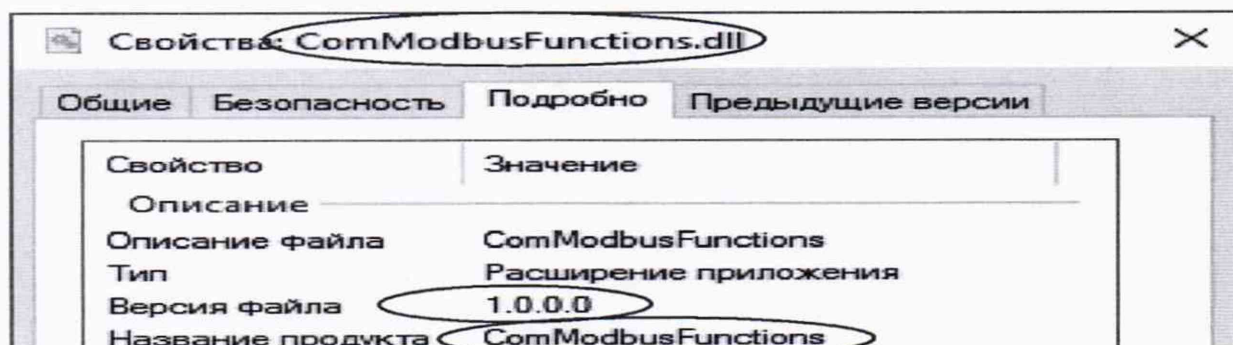 Свойства: ComModbusFunctions.dll
Общие Безопасность Подробно Предыдущие версии
Свойство Значение
Описание
Описание файла ComModbusFunctions
Тип Расширение приложения
Версия файла 1.0.0.0
Название продукта ComModbusFunctions